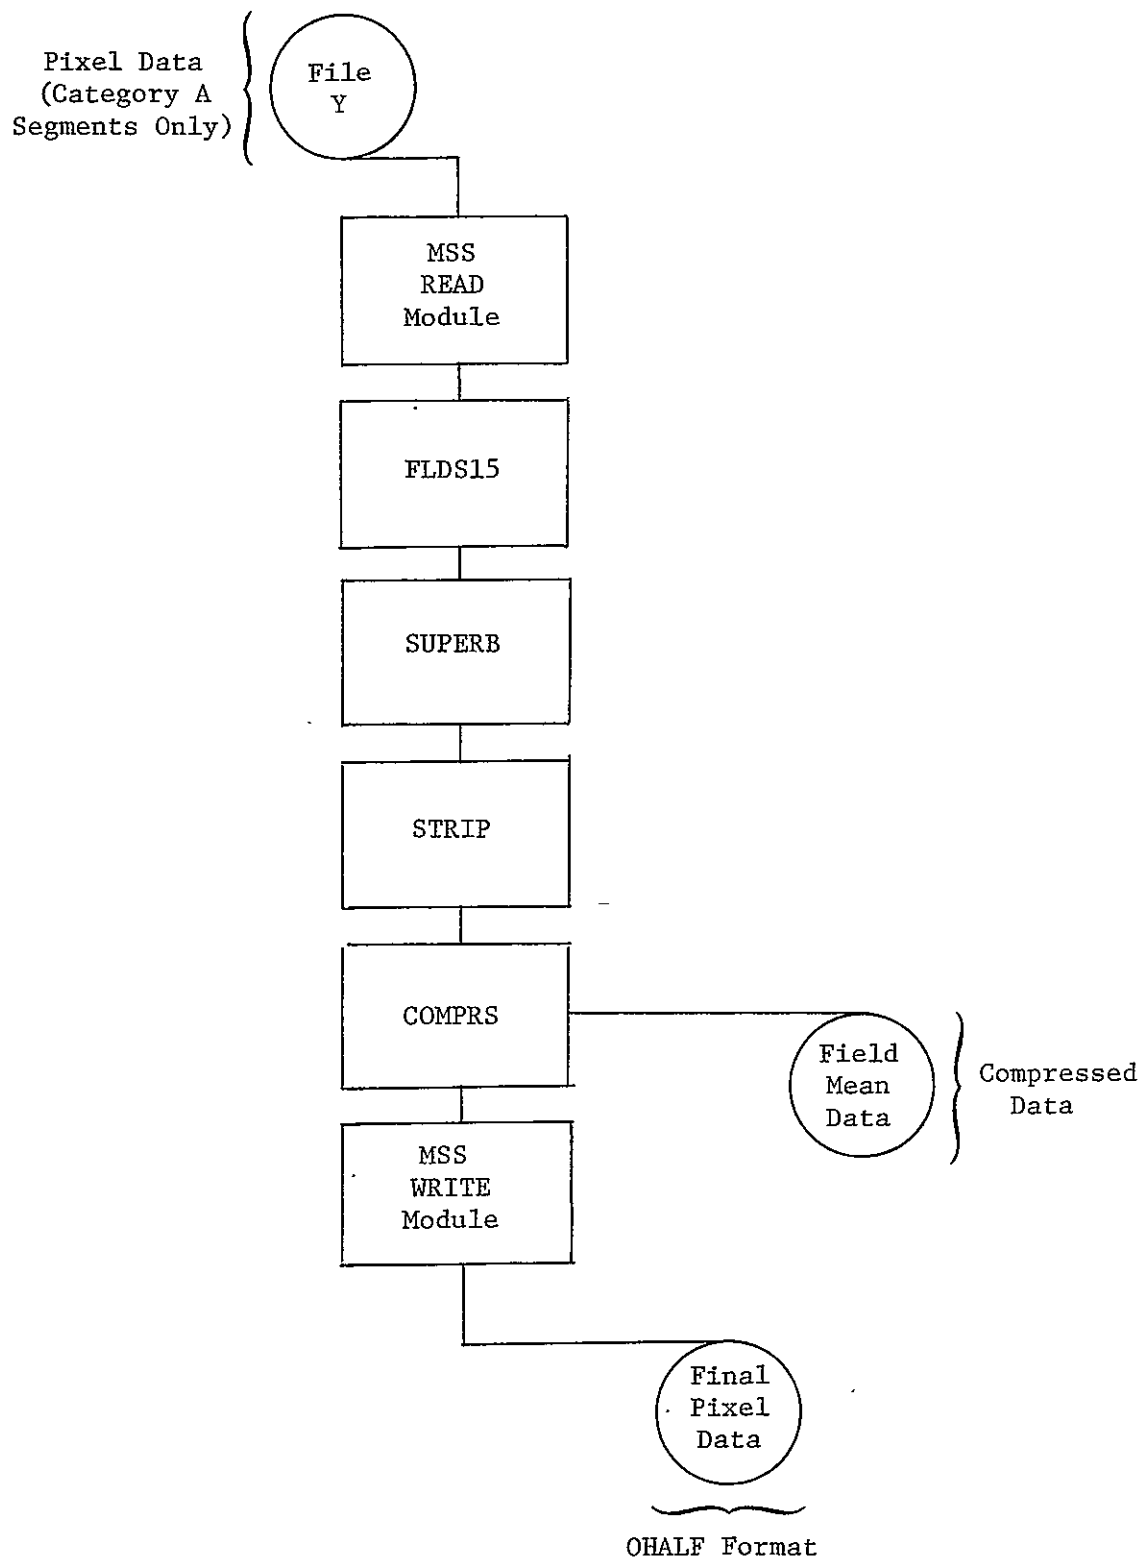 Pixel Data
(Category A
Segments Only)
File
Y
MSS
READ
Module
FLDS15
SUPERB
STRIP
COMPRS
Field
Mean
Data
Compressed
Data
MSS
WRITE
Module
Final
Pixel
Data
OHALF Format